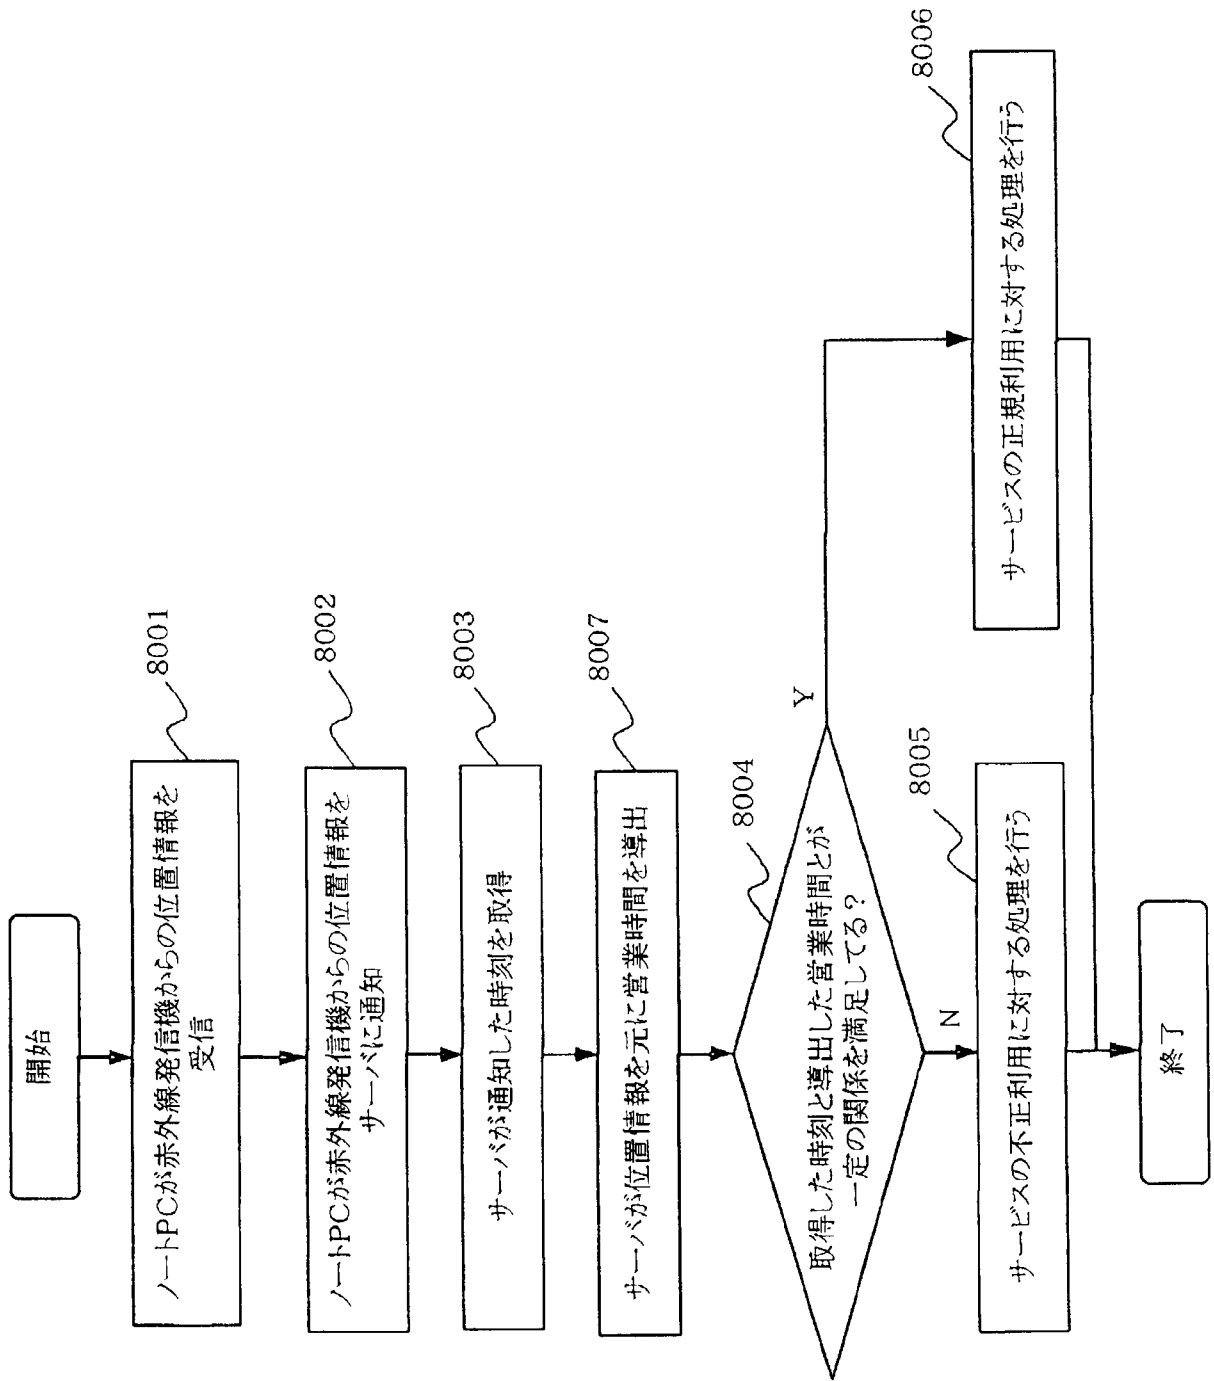 開始
ノートPCが赤外線発信機からの位置情報を
受信
8001
ノートPCが赤外線発信機からの位置情報を
サーバに通知
8002
サーバが通知した時刻を取得
8003
サーバが位置情報を元に営業時間を導出
8007
取得した時刻と導出した営業時間とが
一定の関係を満足してる？
8004
Y
N
サービスの不正利用に対する処理を行う
8005
サービスの正規利用に対する処理を行う
8006
終了